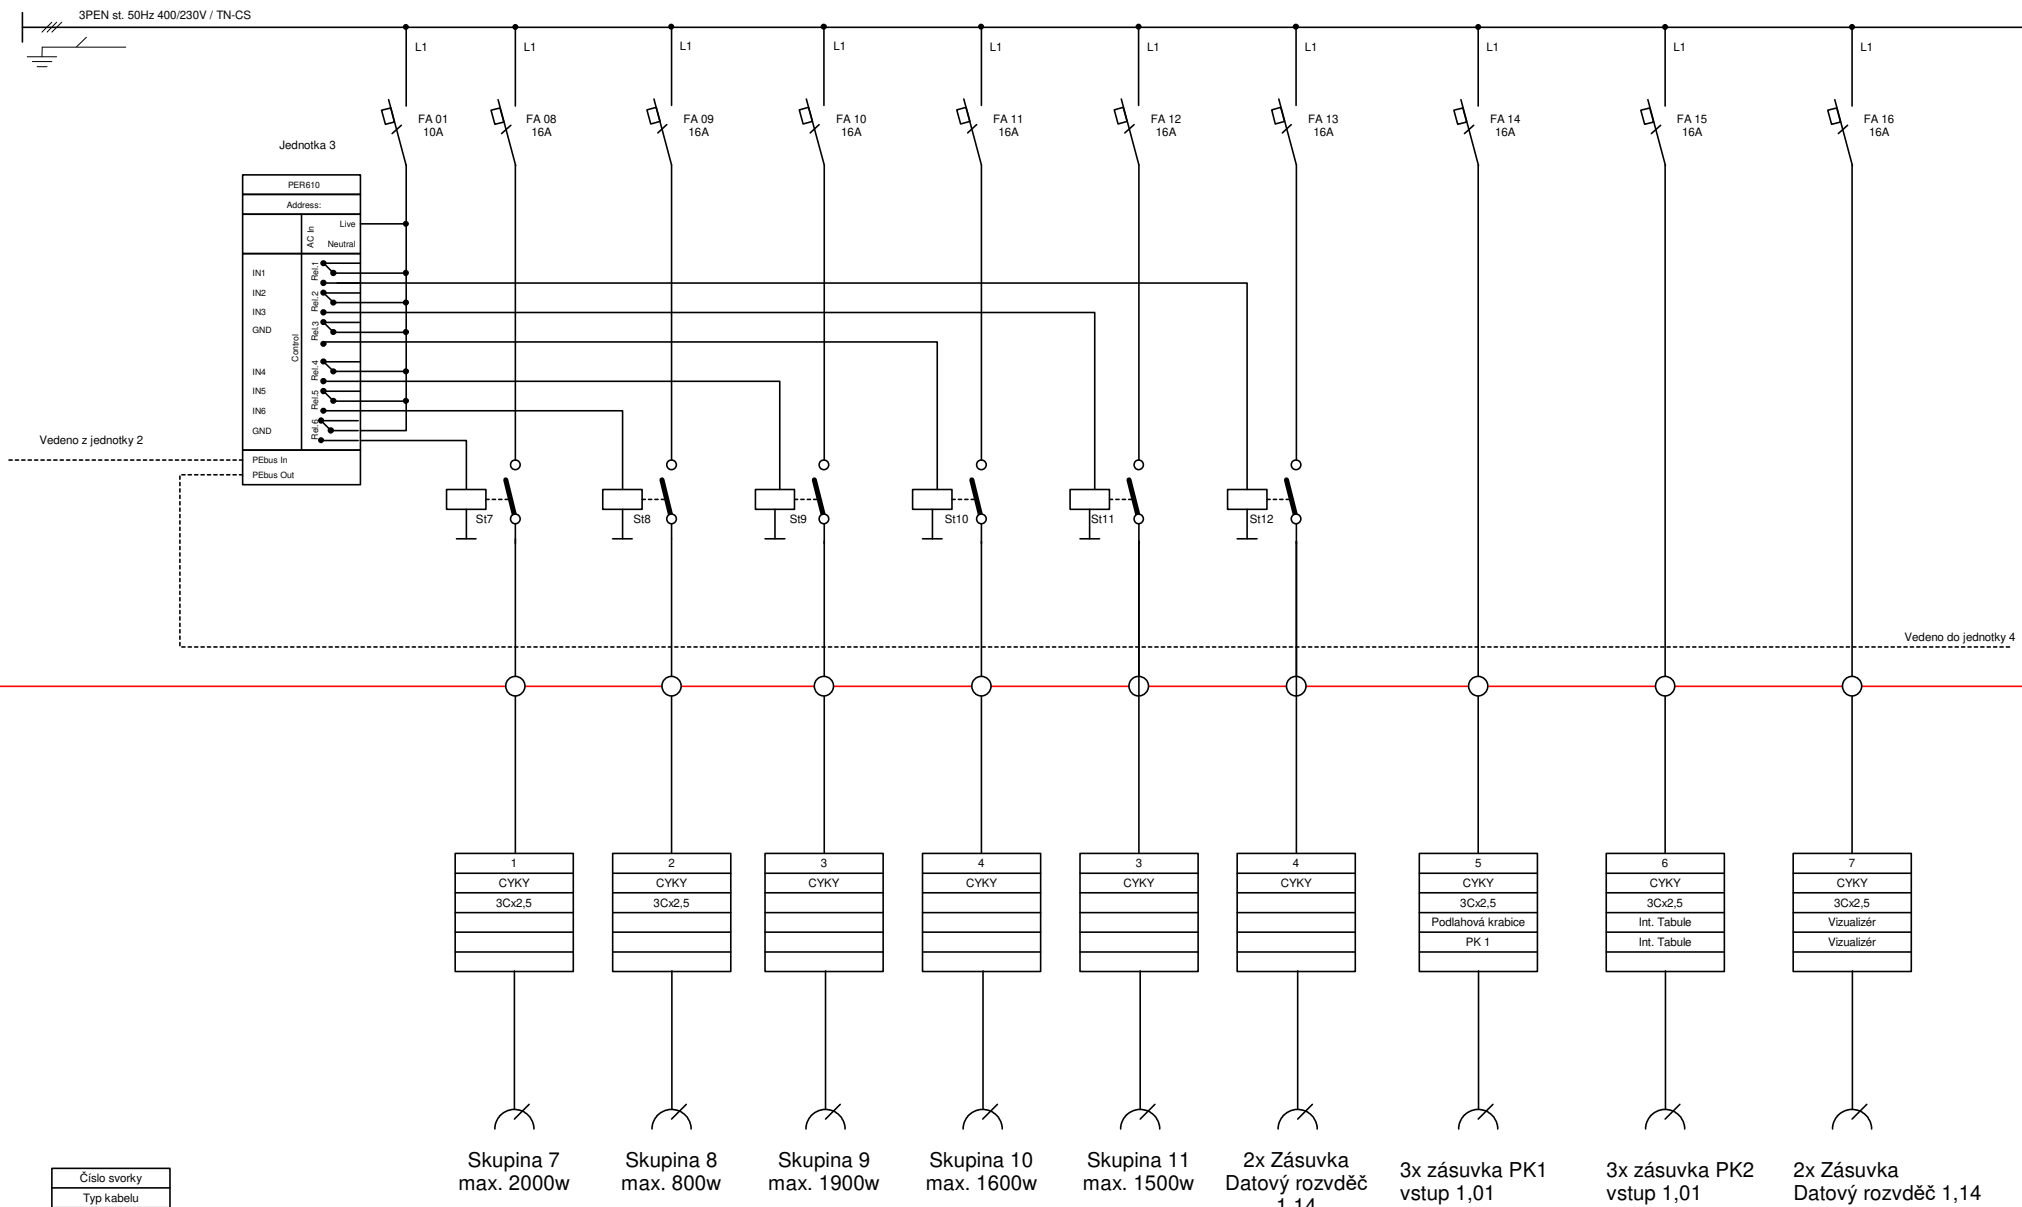 3PEN st. 50Hz 400/230V / TN-CS
L1 L1 L1 L1 L1 L1 L1 L1 L1 L1
FA 01 FA 08 FA 09 FA 10 FA 11 FA 12 FA 13 FA 14 FA 15 FA 16
10A 16A 16A 16A 16A 16A 16A 16A 16A 16A
Jednotka 3
PER610
Address:
AC In
Live
Neutral
Control
IN1
IN2
IN3
GND
IN4
IN5
IN6
GND
Rel.1
Rel.2
Rel.3
Rel.4
Rel.5
Rel.6
PEbus In
PEbus Out
Vedeno z jednotky 2
St7 St8 St9 St10 St11 St12
Vedeno do jednotky 4
1 2 3 4 3 4 5 6 7
CYKY CYKY CYKY CYKY CYKY CYKY CYKY CYKY CYKY
3Cx2,5 3Cx2,5 3Cx2,5 3Cx2,5 3Cx2,5
Podlahová krabice Int. Tabule Vizualizér
PK 1 Int. Tabule Vizualizér
Skupina 7
max. 2000w
Skupina 8
max. 800w
Skupina 9
max. 1900w
Skupina 10
max. 1600w
Skupina 11
max. 1500w
2x Zásuvka
Datový rozvděč
1,14
3x zásuvka PK1
vstup 1,01
3x zásuvka PK2
vstup 1,01
2x Zásuvka
Datový rozvděč 1,14
Číslo svorky
Typ kabelu